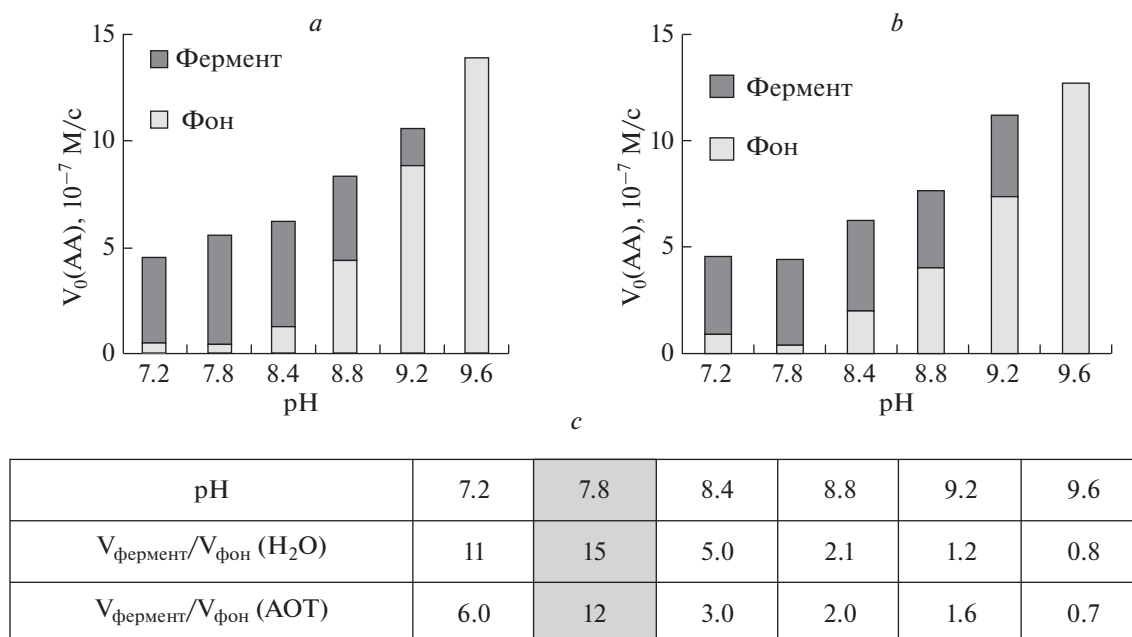 a
15
10
5
0
V₀(AA), 10⁻⁷ М/с
Фермент
Фон
7.2 7.8 8.4 8.8 9.2 9.6
pH
b
15
10
5
0
V₀(AA), 10⁻⁷ М/с
Фермент
Фон
7.2 7.8 8.4 8.8 9.2 9.6
pH
c
pH 7.2 7.8 8.4 8.8 9.2 9.6
Vфермент/Vфон (H₂O) 11 15 5.0 2.1 1.2 0.8
Vфермент/Vфон (АОТ) 6.0 12 3.0 2.0 1.6 0.7